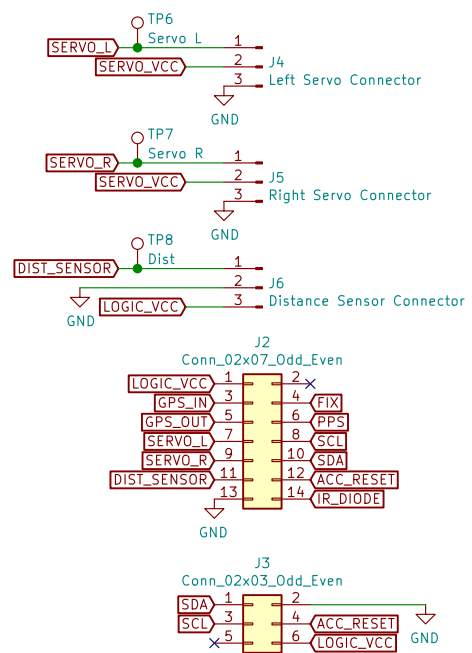 TP6
Servo L
SERVO_L 1
SERVO_VCC 2 J4
3 Left Servo Connector
GND
TP7
Servo R
SERVO_R 1
SERVO_VCC 2 J5
3 Right Servo Connector
GND
TP8
Dist
DIST_SENSOR 1
2 J6
GND LOGIC_VCC 3 Distance Sensor Connector
J2
Conn_02x07_Odd_Even
LOGIC_VCC 1 2
GPS_IN 3 4 FIX
GPS_OUT 5 6 PPS
SERVO_L 7 8 SCL
SERVO_R 9 10 SDA
DIST_SENSOR 11 12 ACC_RESET
13 14 IR_DIODE
GND
J3
Conn_02x03_Odd_Even
SDA 1 2
SCL 3 4 ACC_RESET
5 6 LOGIC_VCC
GND